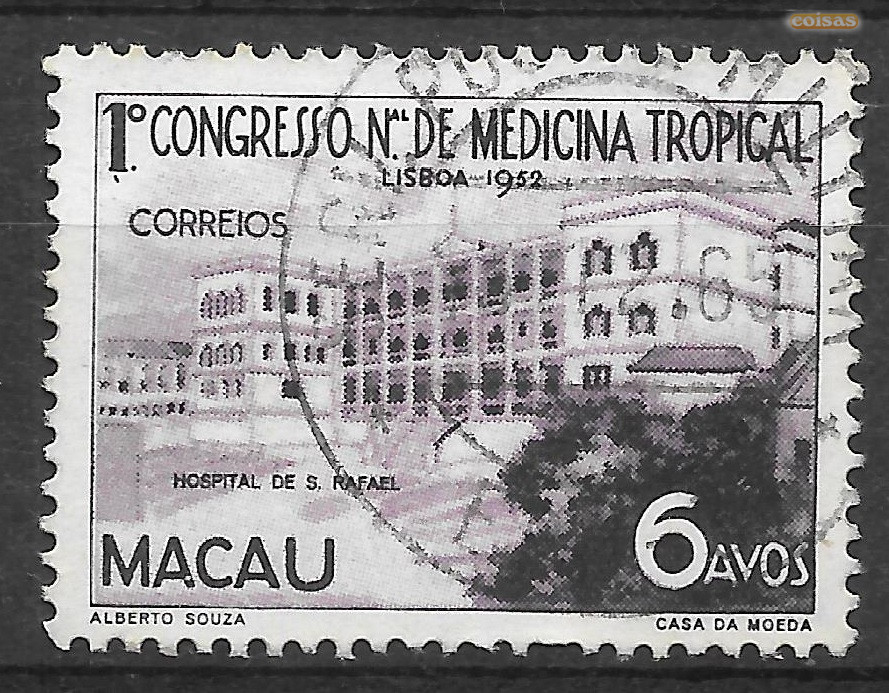 coisas
1º CONGRESSO N.AL DE MEDICINA TROPICAL
LISBOA 1952
CORREIOS
65
HOSPITAL DE S. RAFAEL
MACAU
6 AVOS
ALBERTO SOUZA
CASA DA MOEDA